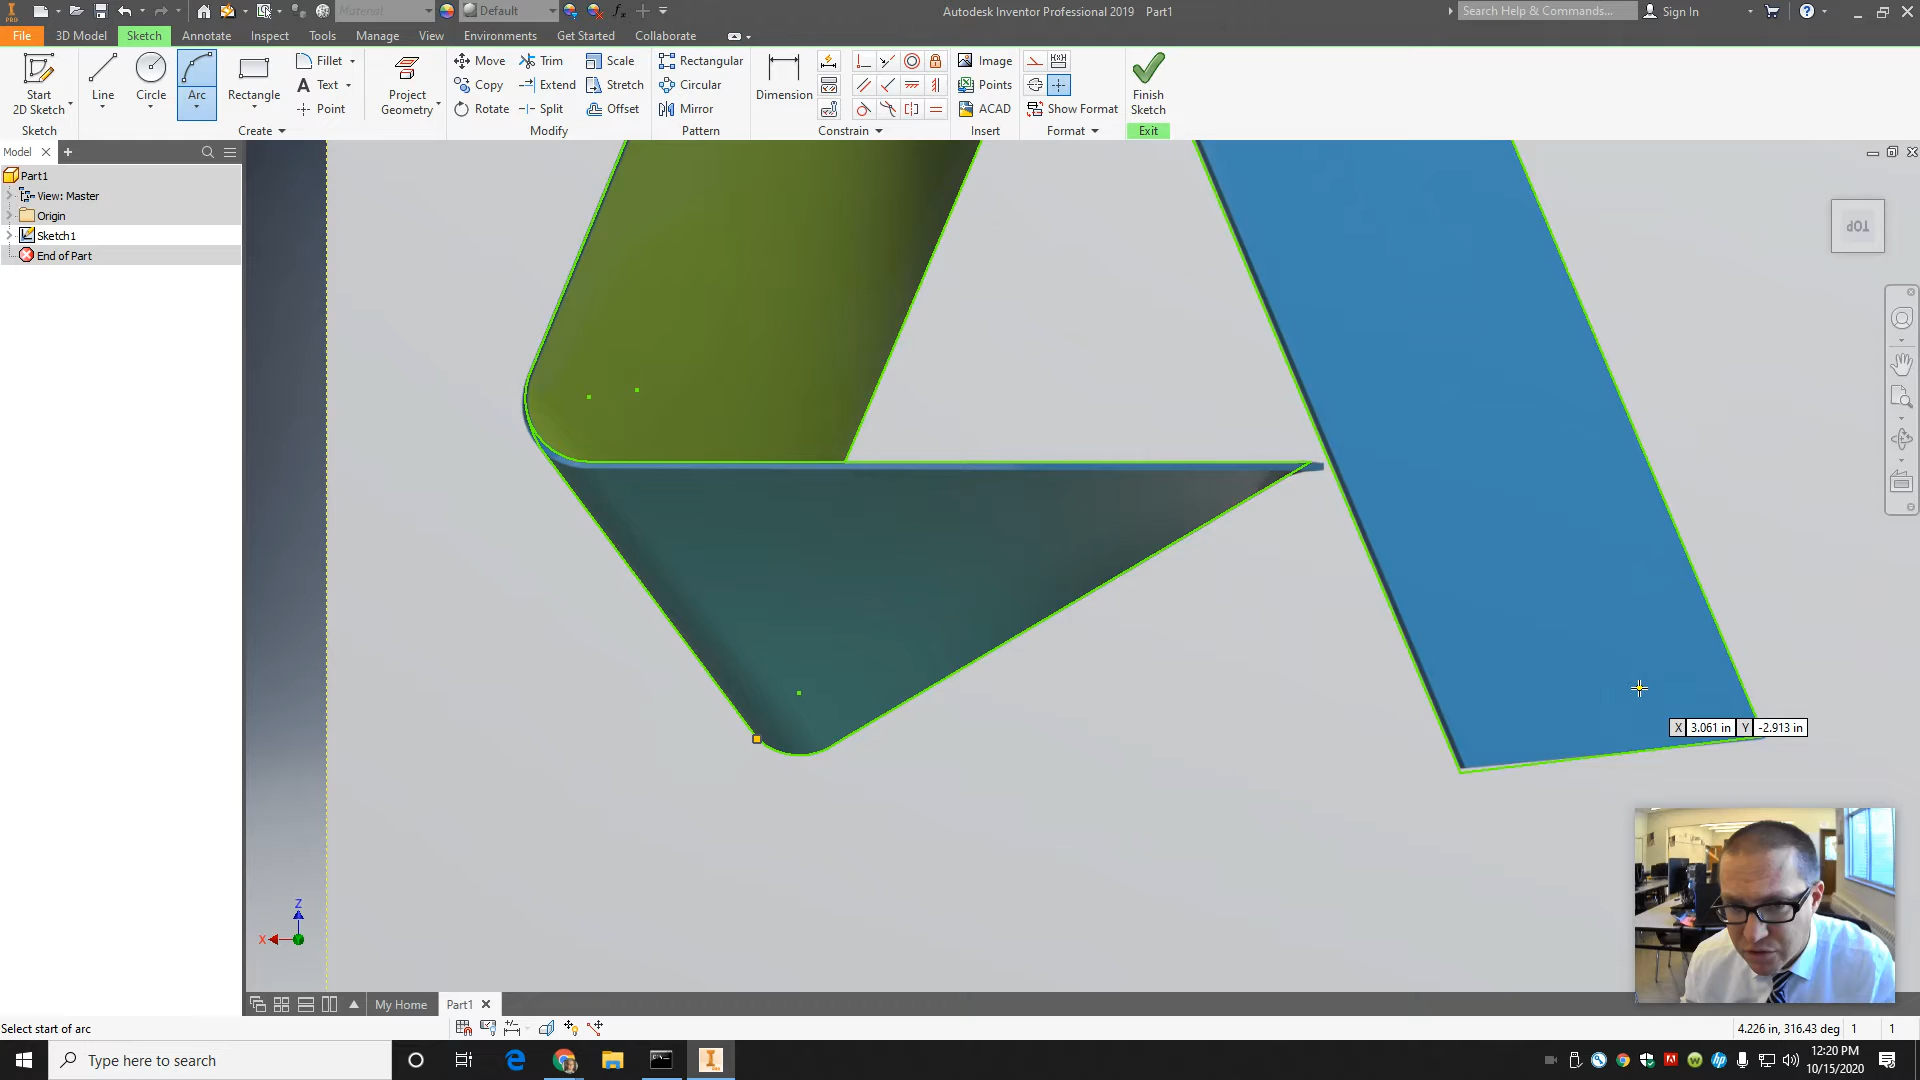 Material
Default
Autodesk Inventor Professional 2019 Part1
Search Help & Commands...
Sign In
File
3D Model
Sketch
Annotate
Inspect
Tools
Manage
View
Environments
Get Started
Collaborate
Start
2D Sketch
Line
Circle
Arc
Rectangle
Fillet
Text
Point
Project
Geometry
Move
Copy
Rotate
Trim
Extend
Split
Scale
Stretch
Offset
Rectangular
Circular
Mirror
Dimension
Image
Points
ACAD
Show Format
Finish
Sketch
Sketch
Create
Modify
Pattern
Constrain
Insert
Format
Exit
Model
Part1
View: Master
Origin
Sketch1
End of Part
TOP
X 3.061 in Y -2.913 in
Z
X
My Home
Part1
Select start of arc
4.226 in, 316.43 deg 1 1
Type here to search
12:20 PM
10/15/2020